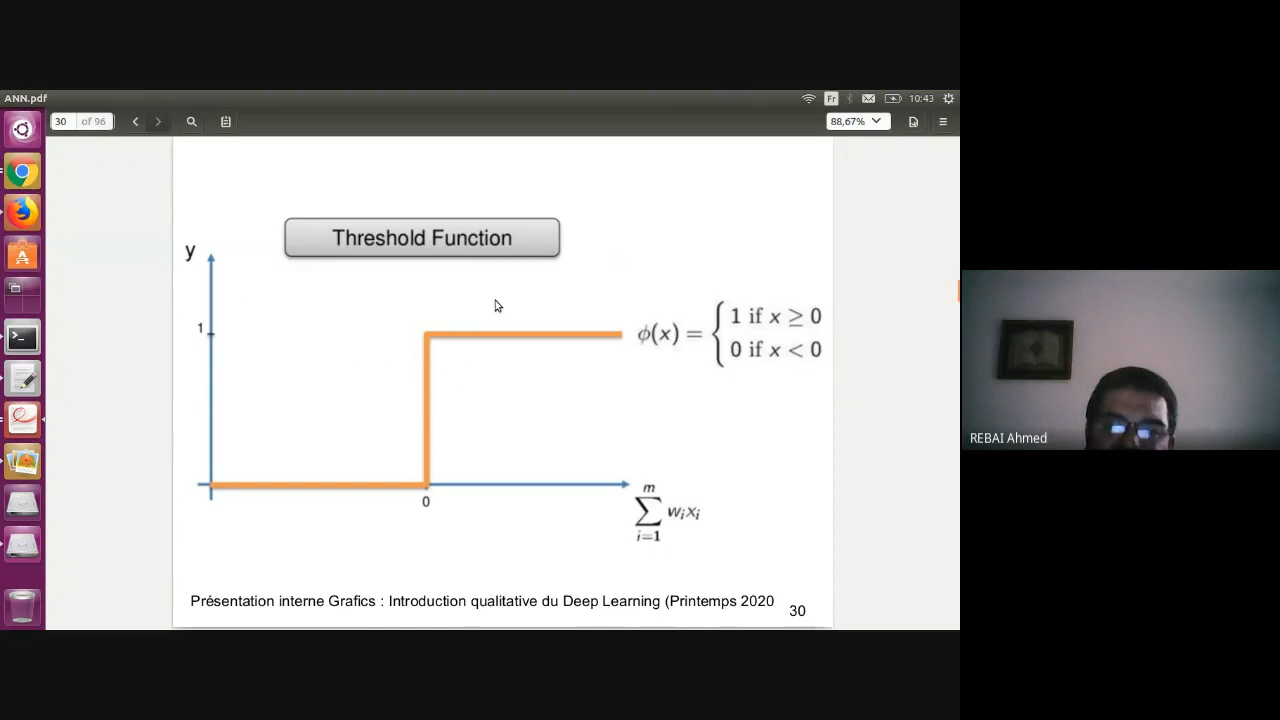 ANN.pdf
Fr
10:43
30 of 96
88,67%
Threshold Function
y
1
ϕ(x) = { 1 if x ≥ 0
0 if x < 0
0
m
∑ wᵢxᵢ
i=1
Présentation interne Grafics : Introduction qualitative du Deep Learning (Printemps 2020
30
REBAI Ahmed